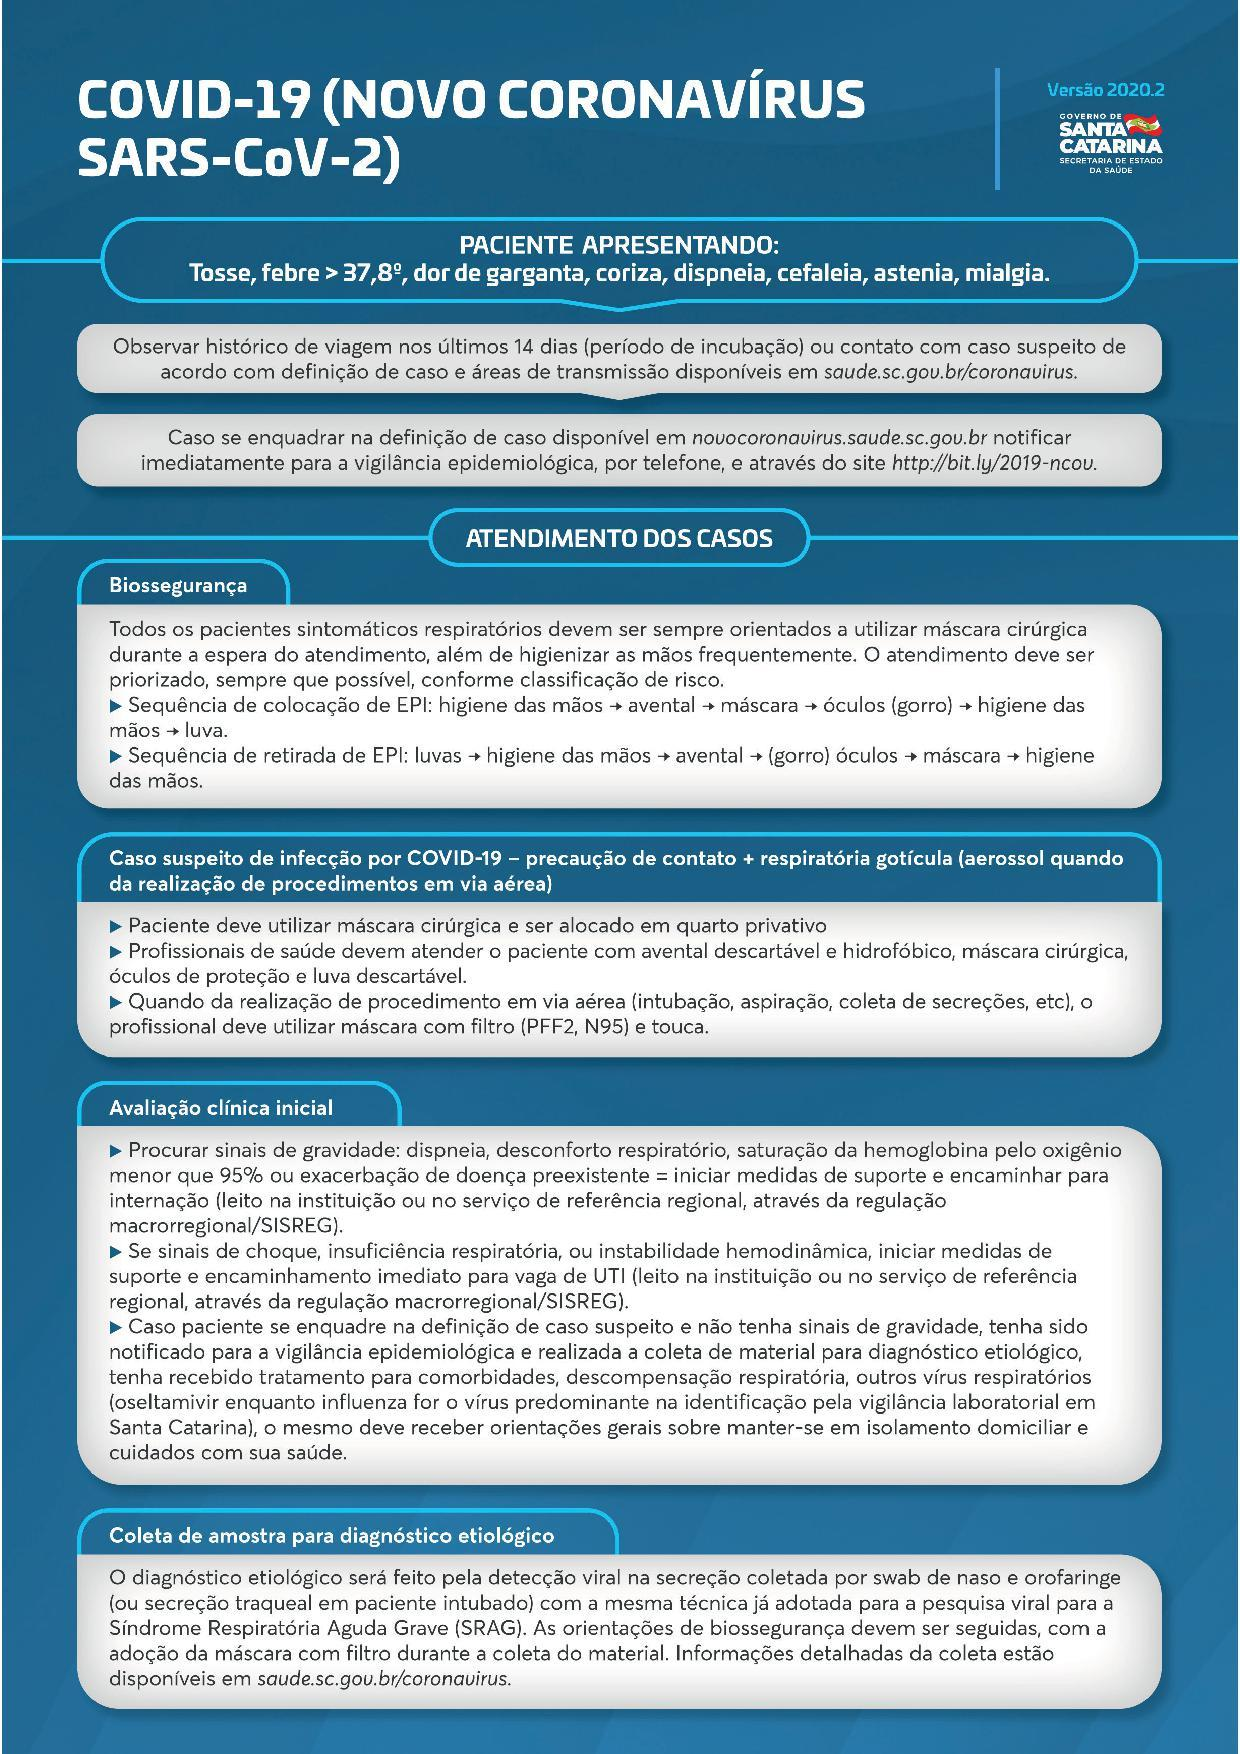 COVID-19 (NOVO CORONAVÍRUS
SARS-CoV-2)
Versão 2020.2
GOVERNO DE
SANTA
CATARINA
SECRETARIA DE ESTADO
DA SAÚDE
PACIENTE APRESENTANDO:
Tosse, febre > 37,8º, dor de garganta, coriza, dispneia, cefaleia, astenia, mialgia.
Observar histórico de viagem nos últimos 14 dias (período de incubação) ou contato com caso suspeito de
acordo com definição de caso e áreas de transmissão disponíveis em saude.sc.gov.br/coronavirus.
Caso se enquadrar na definição de caso disponível em novocoronavirus.saude.sc.gov.br notificar
imediatamente para a vigilância epidemiológica, por telefone, e através do site http://bit.ly/2019-ncov.
ATENDIMENTO DOS CASOS
Biossegurança
Todos os pacientes sintomáticos respiratórios devem ser sempre orientados a utilizar máscara cirúrgica
durante a espera do atendimento, além de higienizar as mãos frequentemente. O atendimento deve ser
priorizado, sempre que possível, conforme classificação de risco.
▶ Sequência de colocação de EPI: higiene das mãos → avental → máscara → óculos (gorro) → higiene das
mãos → luva.
▶ Sequência de retirada de EPI: luvas → higiene das mãos → avental → (gorro) óculos → máscara → higiene
das mãos.
Caso suspeito de infecção por COVID-19 – precaução de contato + respiratória gotícula (aerossol quando
da realização de procedimentos em via aérea)
▶ Paciente deve utilizar máscara cirúrgica e ser alocado em quarto privativo
▶ Profissionais de saúde devem atender o paciente com avental descartável e hidrofóbico, máscara cirúrgica,
óculos de proteção e luva descartável.
▶ Quando da realização de procedimento em via aérea (intubação, aspiração, coleta de secreções, etc), o
profissional deve utilizar máscara com filtro (PFF2, N95) e touca.
Avaliação clínica inicial
▶ Procurar sinais de gravidade: dispneia, desconforto respiratório, saturação da hemoglobina pelo oxigênio
menor que 95% ou exacerbação de doença preexistente = iniciar medidas de suporte e encaminhar para
internação (leito na instituição ou no serviço de referência regional, através da regulação
macrorregional/SISREG).
▶ Se sinais de choque, insuficiência respiratória, ou instabilidade hemodinâmica, iniciar medidas de
suporte e encaminhamento imediato para vaga de UTI (leito na instituição ou no serviço de referência
regional, através da regulação macrorregional/SISREG).
▶ Caso paciente se enquadre na definição de caso suspeito e não tenha sinais de gravidade, tenha sido
notificado para a vigilância epidemiológica e realizada a coleta de material para diagnóstico etiológico,
tenha recebido tratamento para comorbidades, descompensação respiratória, outros vírus respiratórios
(oseltamivir enquanto influenza for o vírus predominante na identificação pela vigilância laboratorial em
Santa Catarina), o mesmo deve receber orientações gerais sobre manter-se em isolamento domiciliar e
cuidados com sua saúde.
Coleta de amostra para diagnóstico etiológico
O diagnóstico etiológico será feito pela detecção viral na secreção coletada por swab de naso e orofaringe
(ou secreção traqueal em paciente intubado) com a mesma técnica já adotada para a pesquisa viral para a
Síndrome Respiratória Aguda Grave (SRAG). As orientações de biossegurança devem ser seguidas, com a
adoção da máscara com filtro durante a coleta do material. Informações detalhadas da coleta estão
disponíveis em saude.sc.gov.br/coronavirus.